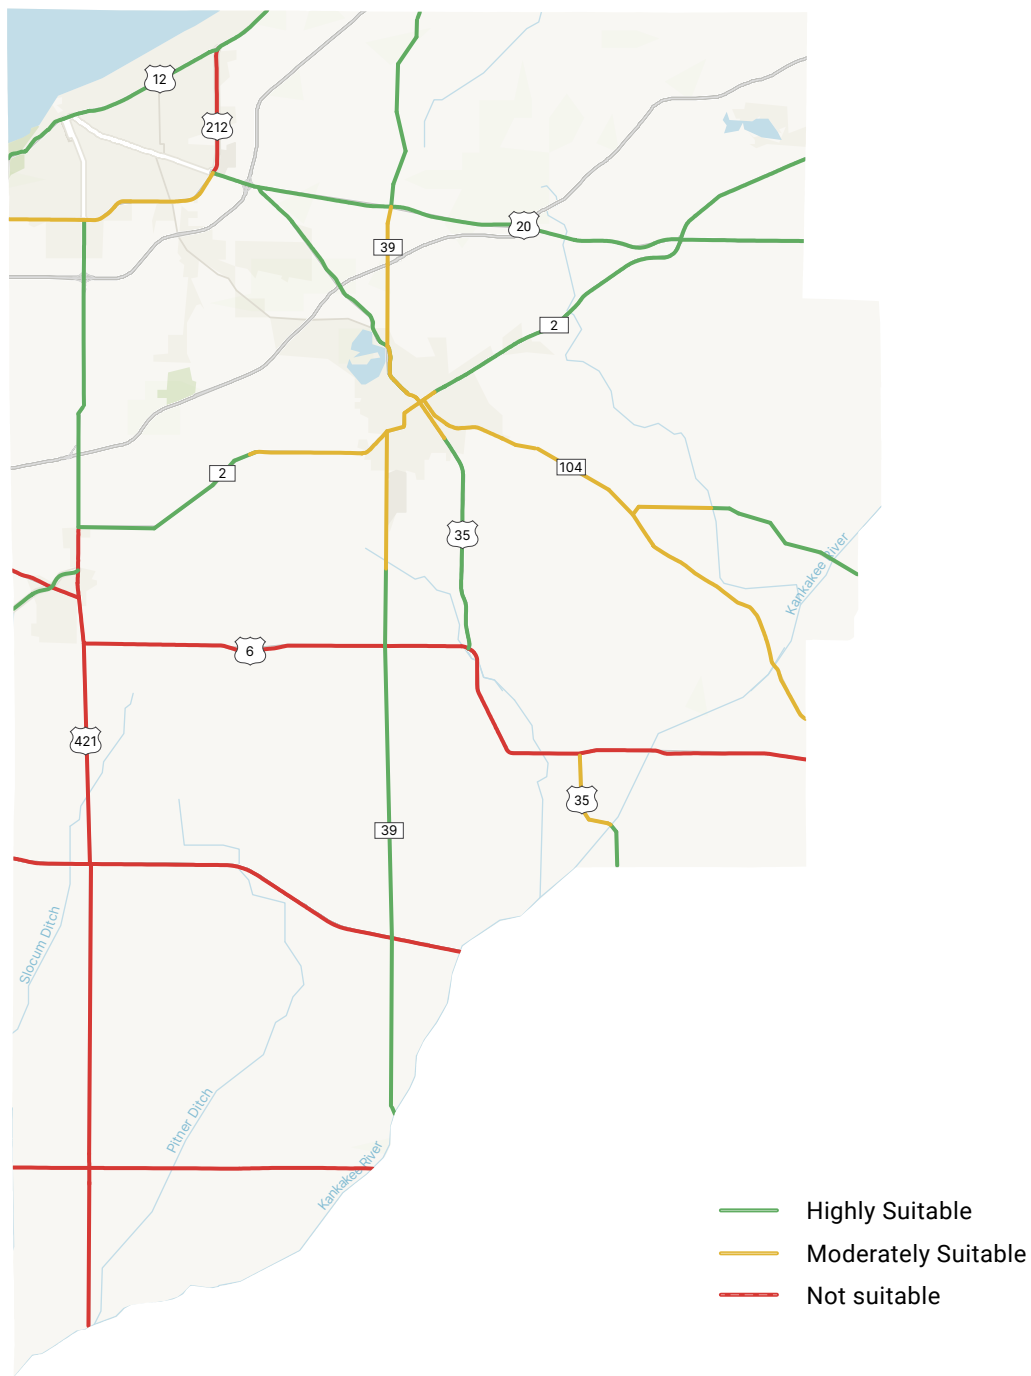 12
212
20
39
2
104
2
35
Kankakee River
6
421
35
39
Slocum Ditch
Pitner Ditch
Kankakee River
Highly Suitable
Moderately Suitable
Not suitable